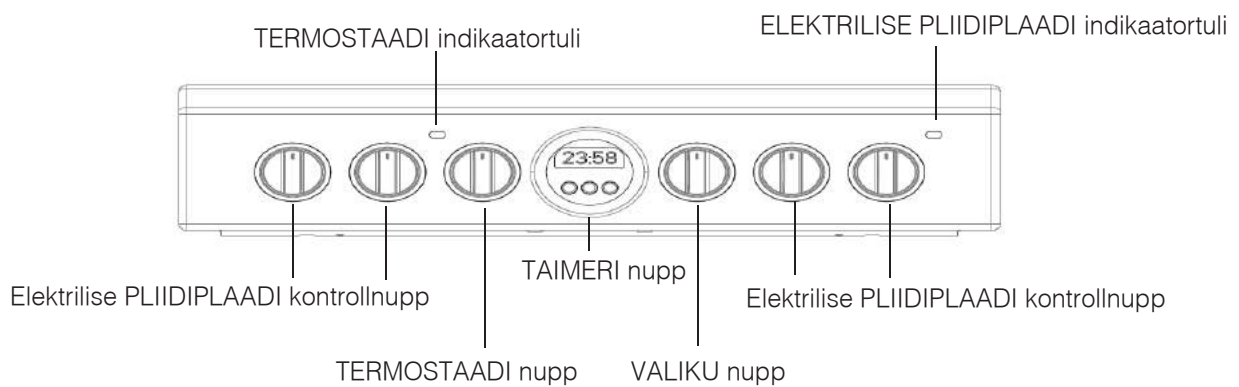 ELEKTRILISE PLIIDIPLAADI indikaatortuli
TERMOSTAADI indikaatortuli
23:58
TAIMERI nupp
Elektrilise PLIIDIPLAADI kontrollnupp
Elektrilise PLIIDIPLAADI kontrollnupp
TERMOSTAADI nupp
VALIKU nupp